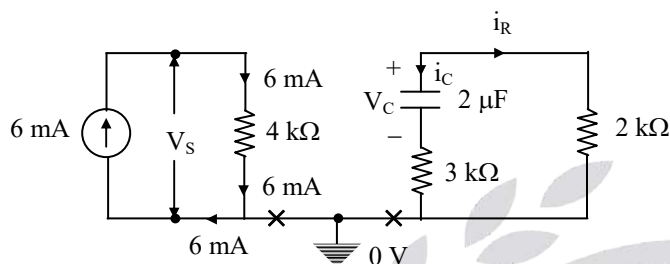 i_R
+
i_C
6 mA
V_C
2 μF
6 mA
V_S
4 kΩ
2 kΩ
−
3 kΩ
6 mA
6 mA
0 V